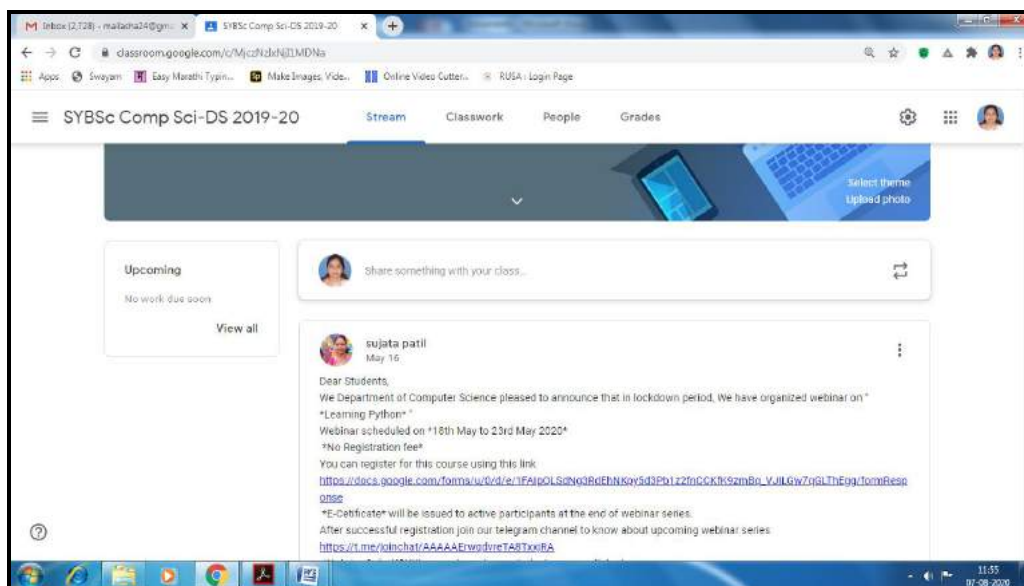 Inbox (2,728) - mailasha24@gm...
SYBSc Comp Sci-DS 2019-20
classroom.google.com/c/
Apps
Swayam
Easy Marathi Typin...
Make Images, Vide...
Online Video Cutter...
RUSA : Login Page
SYBSc Comp Sci-DS 2019-20
Stream
Classwork
People
Grades
Select theme
Upload photo
Upcoming
No work due soon
View all
Share something with your class...
sujata patil
May 16
Dear Students,
We Department of Computer Science pleased to announce that in lockdown period, We have organized webinar on "
*Learning Python* "
Webinar scheduled on *18th May to 23rd May 2020*
*No Registration fee*
You can register for this course using this link
https://docs.google.com/forms/u/0/d/e/
onse
*E-Cetificate* will be issued to active participants at the end of webinar series.
After successful registration join our telegram channel to know about upcoming webinar series
https://t.me/joinchat/
11:55
07-08-2020